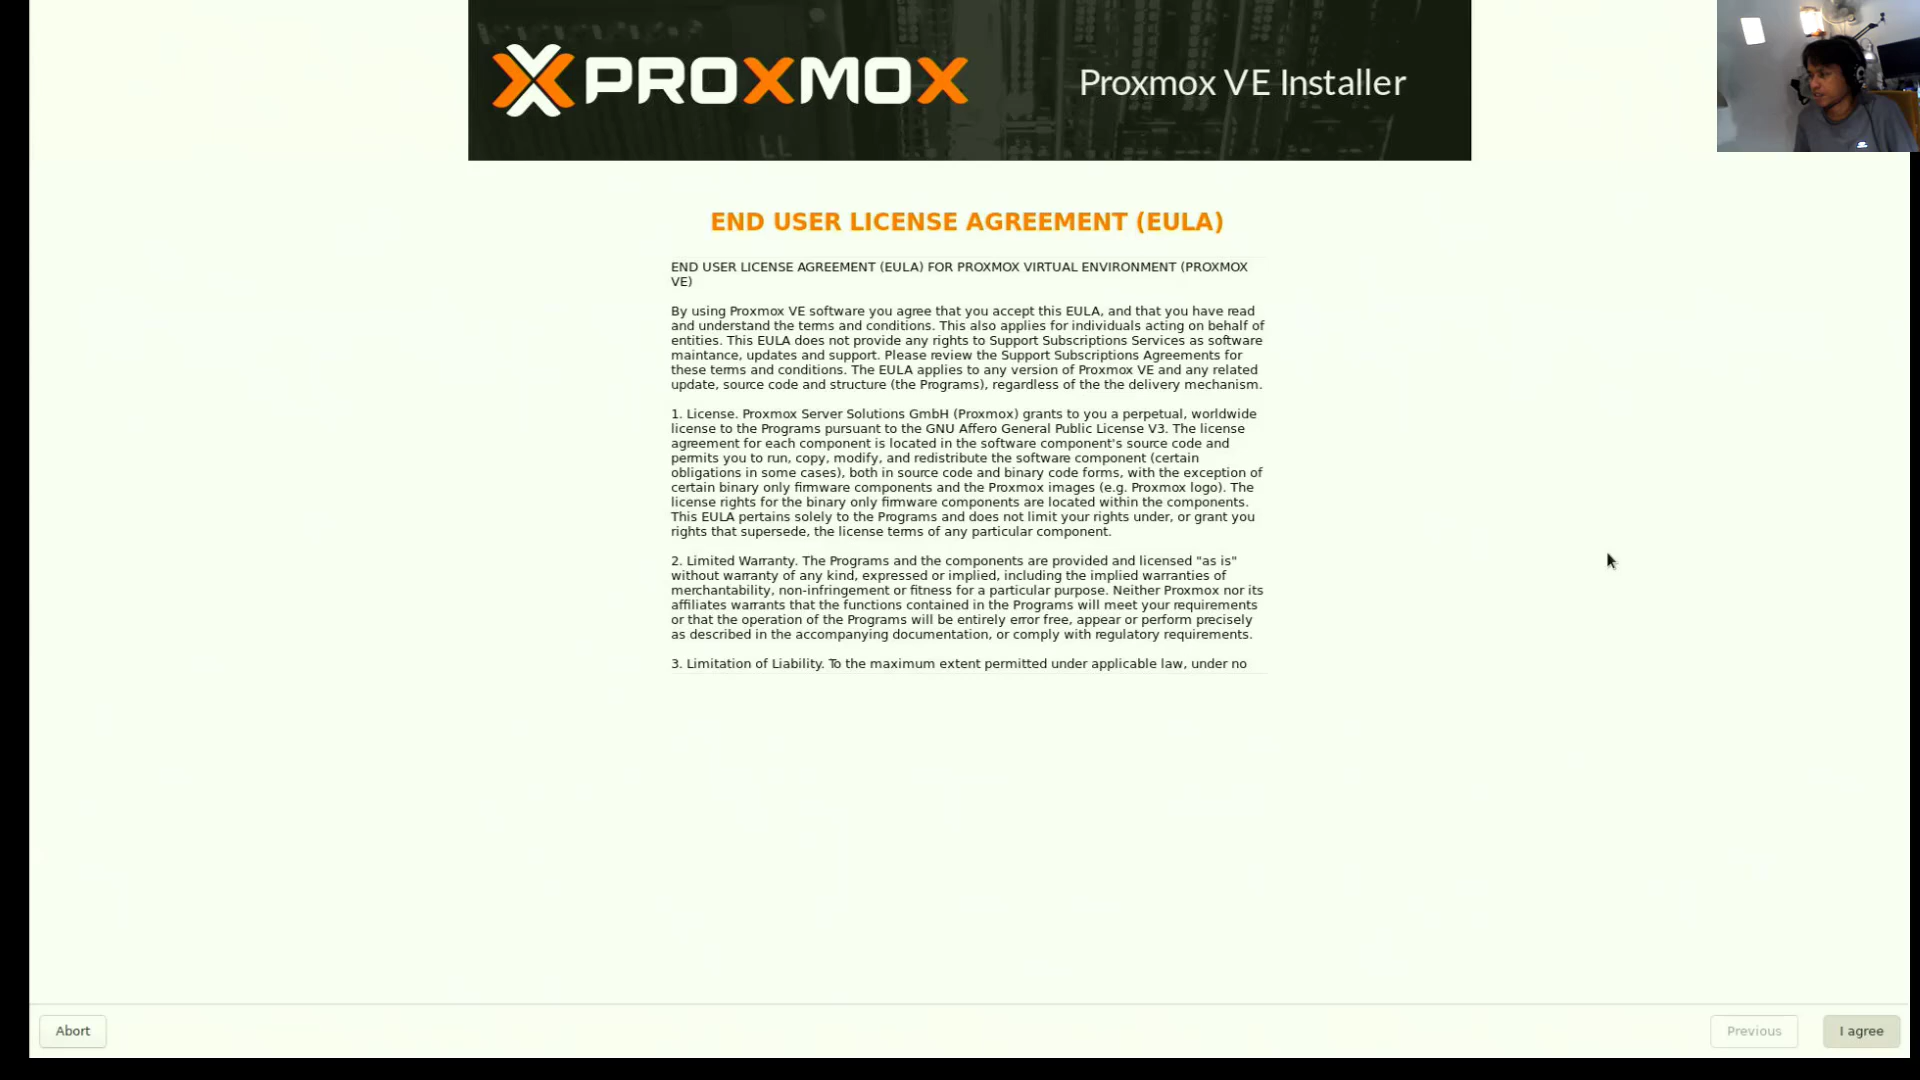 PROXMOX
Proxmox VE Installer
END USER LICENSE AGREEMENT (EULA)
END USER LICENSE AGREEMENT (EULA) FOR PROXMOX VIRTUAL ENVIRONMENT (PROXMOX
VE)
By using Proxmox VE software you agree that you accept this EULA, and that you have read
and understand the terms and conditions. This also applies for individuals acting on behalf of
entities. This EULA does not provide any rights to Support Subscriptions Services as software
maintance, updates and support. Please review the Support Subscriptions Agreements for
these terms and conditions. The EULA applies to any version of Proxmox VE and any related
update, source code and structure (the Programs), regardless of the the delivery mechanism.
1. License. Proxmox Server Solutions GmbH (Proxmox) grants to you a perpetual, worldwide
license to the Programs pursuant to the GNU Affero General Public License V3. The license
agreement for each component is located in the software component's source code and
permits you to run, copy, modify, and redistribute the software component (certain
obligations in some cases), both in source code and binary code forms, with the exception of
certain binary only firmware components and the Proxmox images (e.g. Proxmox logo). The
license rights for the binary only firmware components are located within the components.
This EULA pertains solely to the Programs and does not limit your rights under, or grant you
rights that supersede, the license terms of any particular component.
2. Limited Warranty. The Programs and the components are provided and licensed "as is"
without warranty of any kind, expressed or implied, including the implied warranties of
merchantability, non-infringement or fitness for a particular purpose. Neither Proxmox nor its
affiliates warrants that the functions contained in the Programs will meet your requirements
or that the operation of the Programs will be entirely error free, appear or perform precisely
as described in the accompanying documentation, or comply with regulatory requirements.
3. Limitation of Liability. To the maximum extent permitted under applicable law, under no
Abort
Previous
I agree